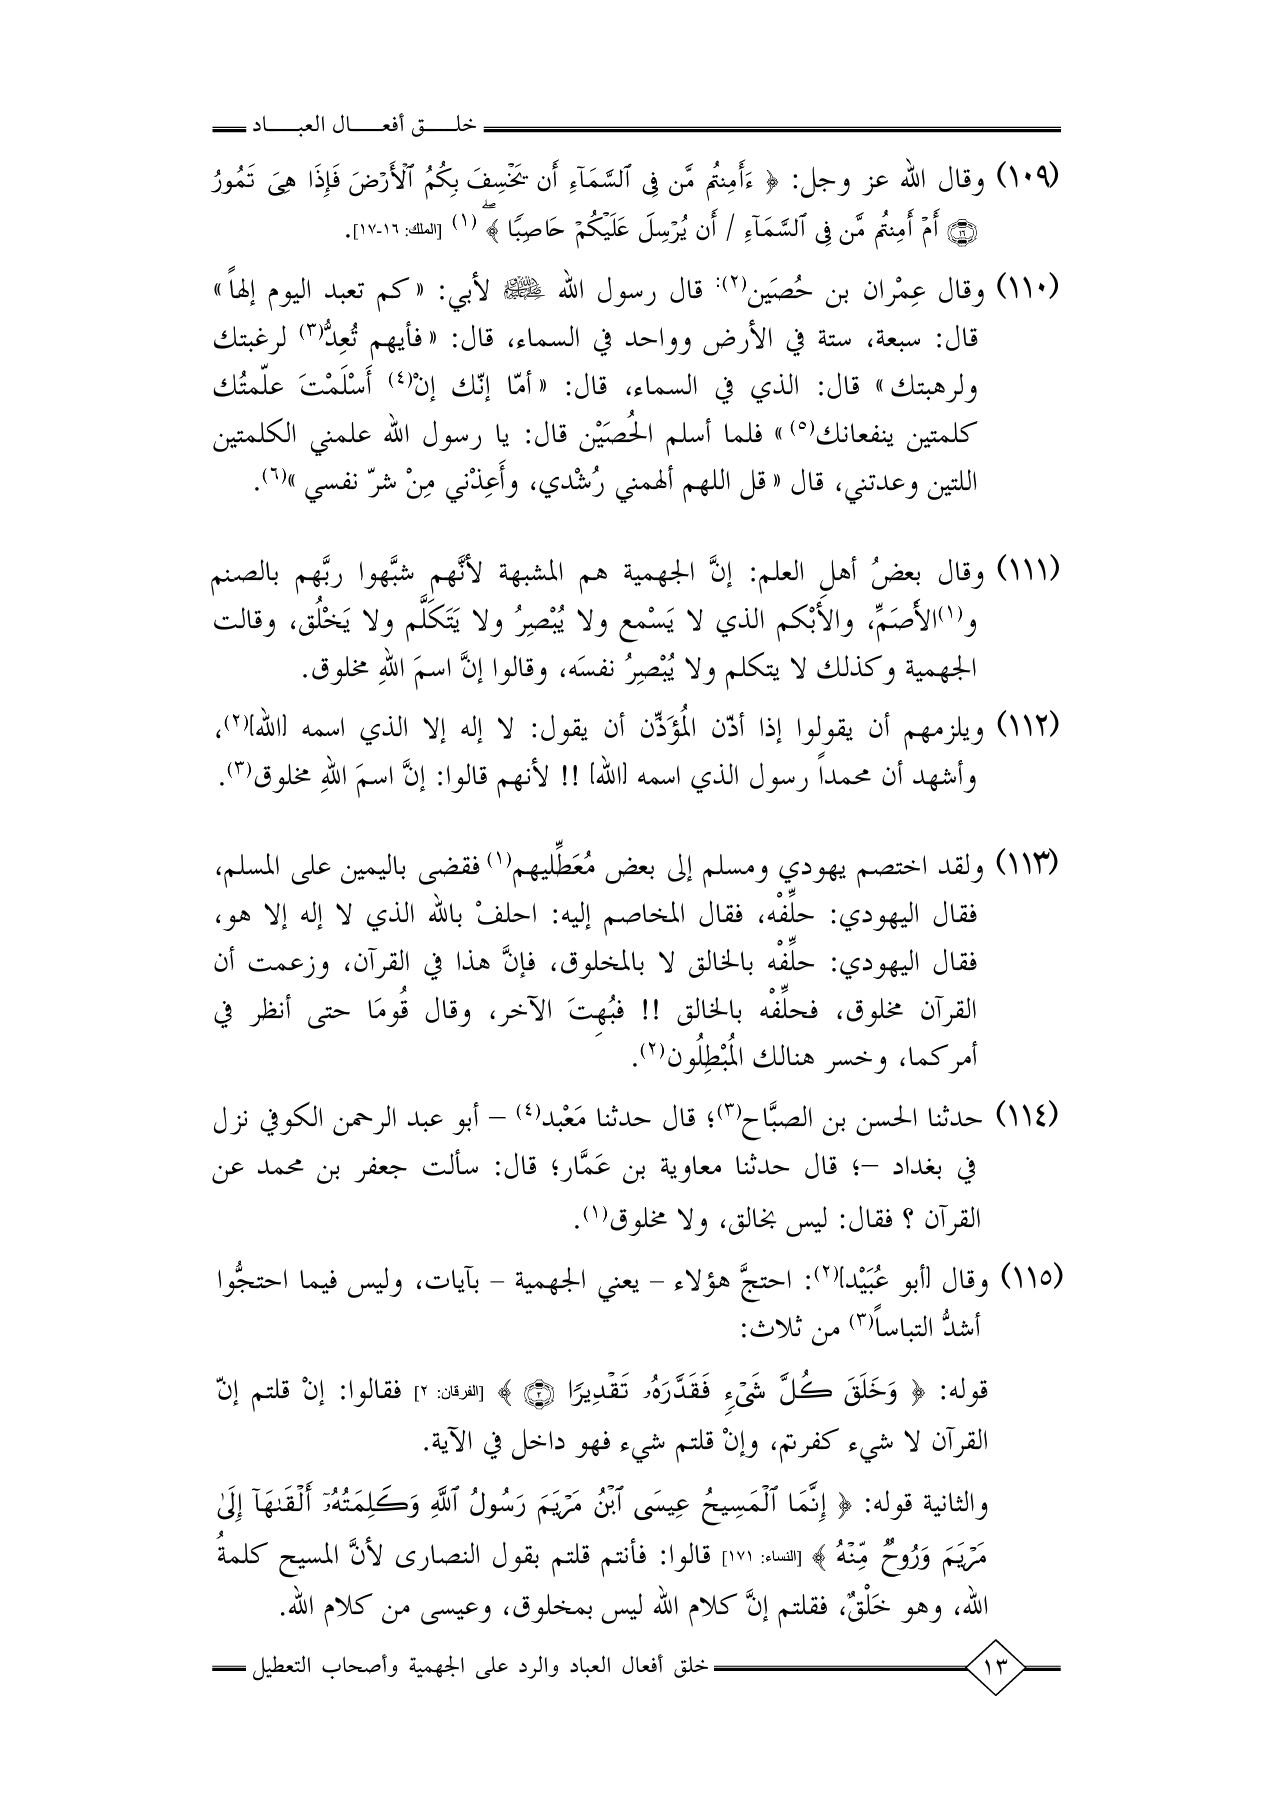 خلـــق أفعـــال العبـــاد
(١٠٩) وقال الله عز وجل: ﴿ ءَأَمِنتُم مَّن فِى ٱلسَّمَآءِ أَن يَخْسِفَ بِكُمُ ٱلْأَرْضَ فَإِذَا هِىَ تَمُورُ
۝١٦ أَمْ أَمِنتُم مَّن فِى ٱلسَّمَآءِ / أَن يُرْسِلَ عَلَيْكُمْ حَاصِبًا ۖ ﴾ (١) [الملك: ١٦-١٧].
(١١٠) وقال عِمْران بن حُصَين(٢): قال رسول الله ﷺ لأبي: « كم تعبد اليوم إلهاً »
قال: سبعة، ستة في الأرض وواحد في السماء، قال: « فأيهم تُعِدُّ(٣) لرغبتك
ولرهبتك » قال: الذي في السماء، قال: « أمّا إنّك إنْ(٤) أَسْلَمْتَ علّمتُك
كلمتين ينفعانك(٥) » فلما أسلم الحُصَيْن قال: يا رسول الله علمني الكلمتين
اللتين وعدتني، قال « قل اللهم ألهمني رُشْدي، وأَعِذْني مِنْ شرّ نفسي »(٦).
(١١١) وقال بعضُ أهلِ العلم: إنَّ الجهمية هم المشبهة لأنَّهم شبَّهوا ربَّهم بالصنم
و(١)الأَصَمِّ، والأبْكم الذي لا يَسْمع ولا يُبْصِرُ ولا يَتَكَلَّم ولا يَخْلُق، وقالت
الجهمية وكذلك لا يتكلم ولا يُبْصِرُ نفسَه، وقالوا إنَّ اسمَ اللهِ مخلوق.
(١١٢) ويلزمهم أن يقولوا إذا أذّن المُؤَذِّن أن يقول: لا إله إلا الذي اسمه [الله](٢)،
وأشهد أن محمداً رسول الذي اسمه [الله] !! لأنهم قالوا: إنَّ اسمَ اللهِ مخلوق(٣).
(١١٣) ولقد اختصم يهودي ومسلم إلى بعض مُعَطِّليهم(١) فقضى باليمين على المسلم،
فقال اليهودي: حلِّفْه، فقال المخاصم إليه: احلفْ بالله الذي لا إله إلا هو،
فقال اليهودي: حلِّفْه بالخالق لا بالمخلوق، فإنَّ هذا في القرآن، وزعمت أن
القرآن مخلوق، فحلِّفْه بالخالق !! فبُهِتَ الآخر، وقال قُومَا حتى أنظر في
أمركما، وخسر هنالك المُبْطِلُون(٢).
(١١٤) حدثنا الحسن بن الصبَّاح(٣)؛ قال حدثنا مَعْبد(٤) – أبو عبد الرحمن الكوفي نزل
في بغداد –؛ قال حدثنا معاوية بن عَمَّار؛ قال: سألت جعفر بن محمد عن
القرآن ؟ فقال: ليس بخالق، ولا مخلوق(١).
(١١٥) وقال [أبو عُبَيْد](٢): احتجَّ هؤلاء – يعني الجهمية – بآيات، وليس فيما احتجُّوا
أشدُّ التباساً(٣) من ثلاث:
قوله: ﴿ وَخَلَقَ كُلَّ شَىْءٍ فَقَدَّرَهُۥ تَقْدِيرًا ۝٢ ﴾ [الفرقان: ٢] فقالوا: إنْ قلتم إنّ
القرآن لا شيء كفرتم، وإنْ قلتم شيء فهو داخل في الآية.
والثانية قوله: ﴿ إِنَّمَا ٱلْمَسِيحُ عِيسَى ٱبْنُ مَرْيَمَ رَسُولُ ٱللَّهِ وَكَلِمَتُهُۥٓ أَلْقَىٰهَآ إِلَىٰ
مَرْيَمَ وَرُوحٌ مِّنْهُ ﴾ [النساء: ١٧١] قالوا: فأنتم قلتم بقول النصارى لأنَّ المسيح كلمةُ
الله، وهو خَلْقٌ، فقلتم إنَّ كلام الله ليس بمخلوق، وعيسى من كلام الله.
١٣ خلق أفعال العباد والرد على الجهمية وأصحاب التعطيل